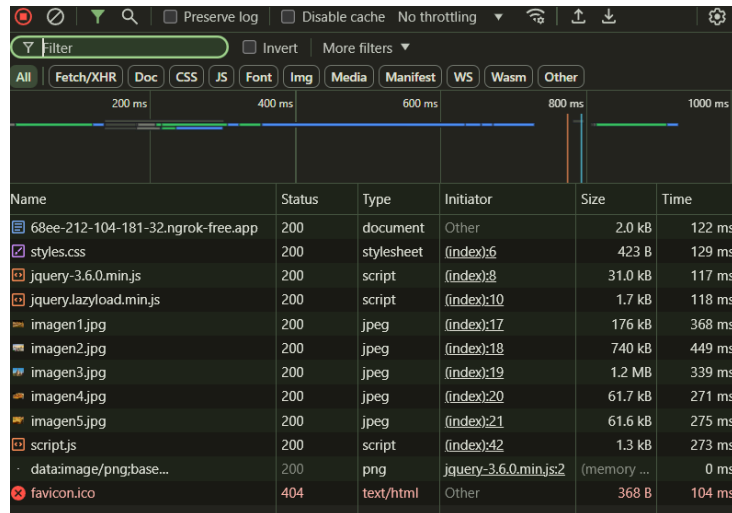 Preserve log Disable cache No throttling
Filter Invert More filters
All Fetch/XHR Doc CSS JS Font Img Media Manifest WS Wasm Other
200 ms 400 ms 600 ms 800 ms 1000 ms
Name Status Type Initiator Size Time
68ee-212-104-181-32.ngrok-free.app 200 document Other 2.0 kB 122 ms
styles.css 200 stylesheet (index):6 423 B 129 ms
jquery-3.6.0.min.js 200 script (index):8 31.0 kB 117 ms
jquery.lazyload.min.js 200 script (index):10 1.7 kB 118 ms
imagen1.jpg 200 jpeg (index):17 176 kB 368 ms
imagen2.jpg 200 jpeg (index):18 740 kB 449 ms
imagen3.jpg 200 jpeg (index):19 1.2 MB 339 ms
imagen4.jpg 200 jpeg (index):20 61.7 kB 271 ms
imagen5.jpg 200 jpeg (index):21 61.6 kB 275 ms
script.js 200 script (index):42 1.3 kB 273 ms
data:image/png;base... 200 png jquery-3.6.0.min.js:2 (memory ... 0 ms
favicon.ico 404 text/html Other 368 B 104 ms